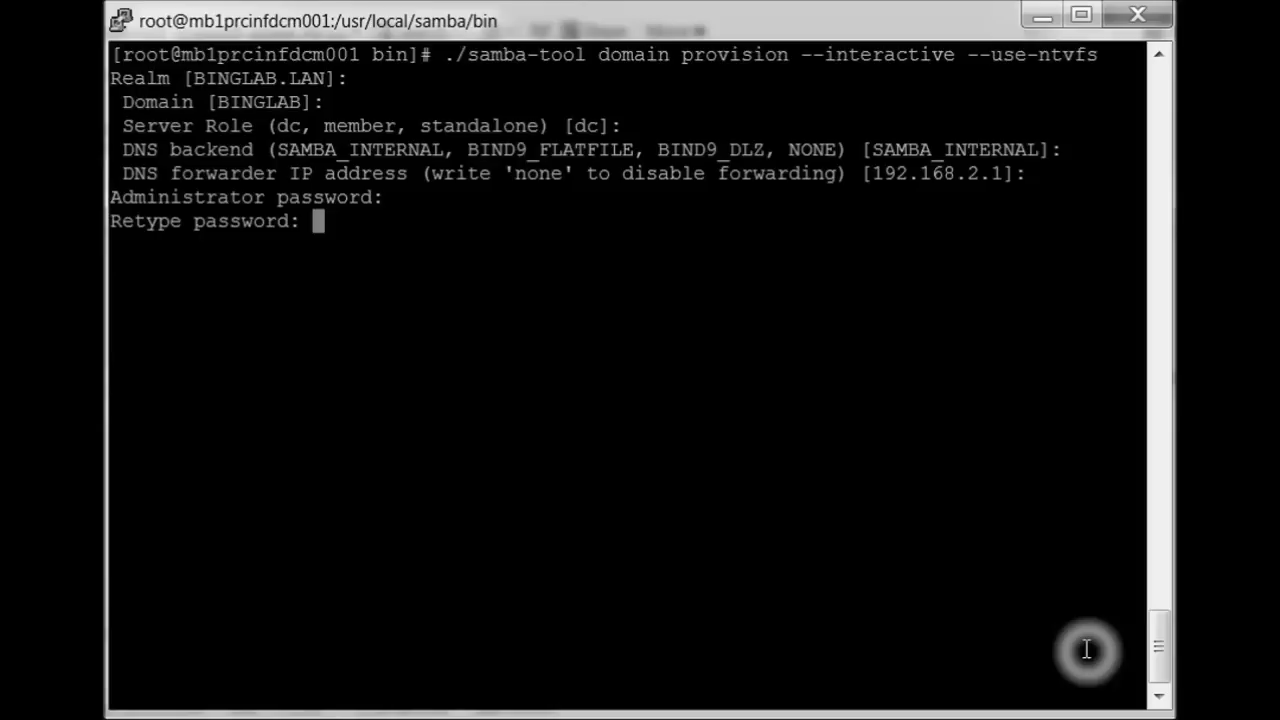 root@mb1prcinfdcm001:/usr/local/samba/bin
[root@mb1prcinfdcm001 bin]# ./samba-tool domain provision --interactive --use-ntvfs
Realm [BINGLAB.LAN]:
Domain [BINGLAB]:
Server Role (dc, member, standalone) [dc]:
DNS backend (SAMBA_INTERNAL, BIND9_FLATFILE, BIND9_DLZ, NONE) [SAMBA_INTERNAL]:
DNS forwarder IP address (write 'none' to disable forwarding) [192.168.2.1]:
Administrator password:
Retype password: